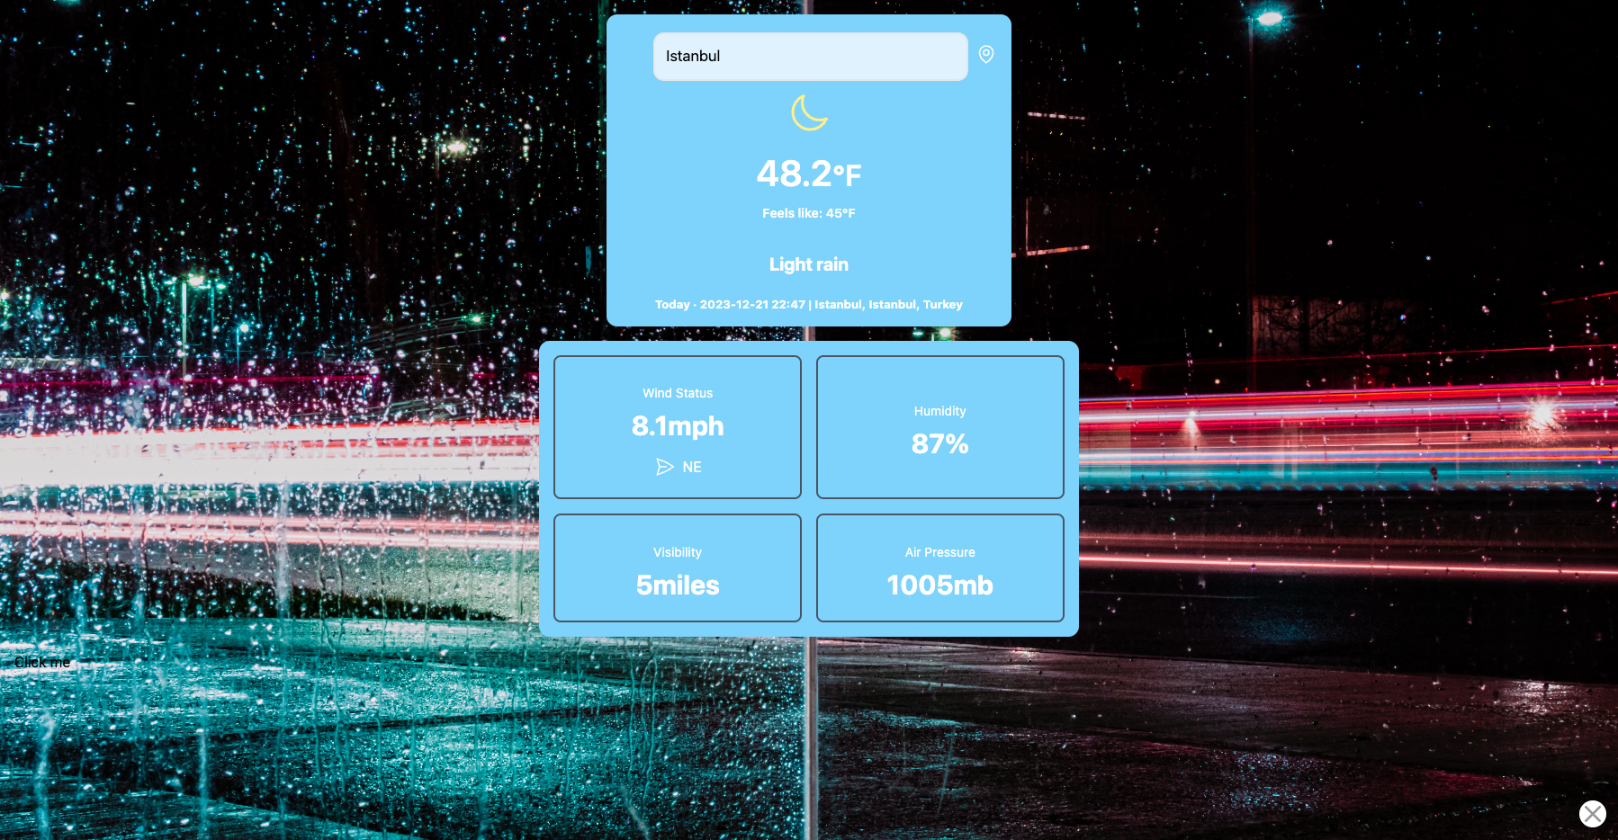 Istanbul
48.2°F
Feels like: 45°F
Light rain
Today · 2023-12-21 22:47 | Istanbul, Istanbul, Turkey
Wind Status
8.1mph
NE
Humidity
87%
Visibility
5miles
Air Pressure
1005mb
Click me